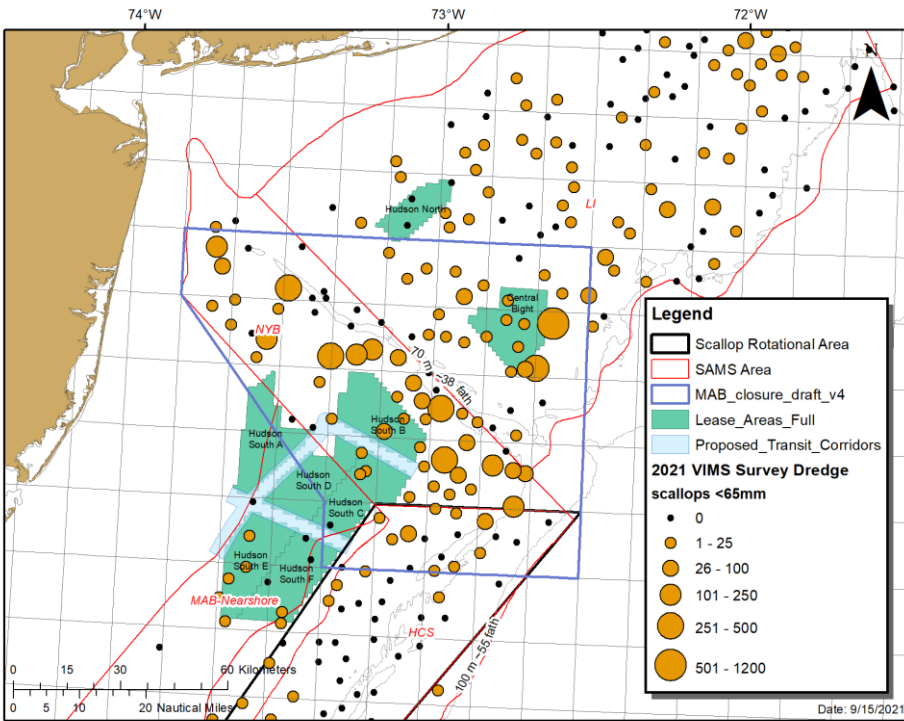 74°W
73°W
72°W
N
Hudson North
LI
Central
Bight
NYB
70 m ~38 fath
Hudson
South B
Hudson
South A
Hudson
South D
Hudson
South C
Hudson
South E
Hudson
South F
MAB-Nearshore
HCS
100 m ~55 fath
Legend
Scallop Rotational Area
SAMS Area
MAB_closure_draft_v4
Lease_Areas_Full
Proposed_Transit_Corridors
2021 VIMS Survey Dredge
scallops <65mm
0
1 - 25
26 - 100
101 - 250
251 - 500
501 - 1200
0 15 30 60 Kilometers
0 5 10 20 Nautical Miles
Date: 9/15/2021